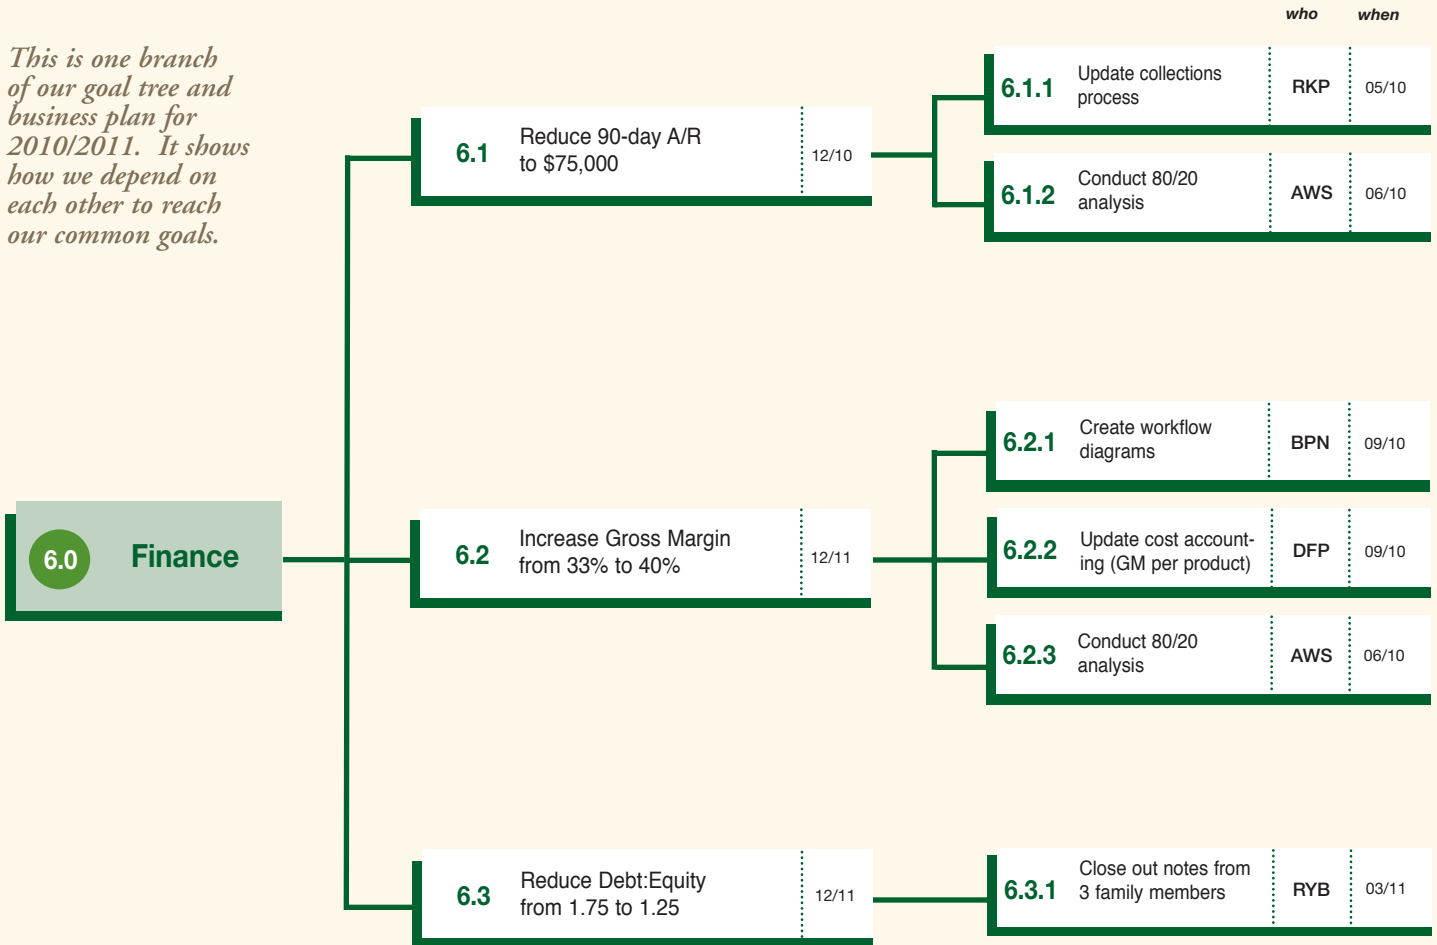 who when
This is one branch
of our goal tree and
business plan for
2010/2011. It shows
how we depend on
each other to reach
our common goals.
6.0 Finance
6.1 Reduce 90-day A/R
to $75,000
12/10
6.1.1 Update collections
process
RKP 05/10
6.1.2 Conduct 80/20
analysis
AWS 06/10
6.2 Increase Gross Margin
from 33% to 40%
12/11
6.2.1 Create workflow
diagrams
BPN 09/10
6.2.2 Update cost account-
ing (GM per product)
DFP 09/10
6.2.3 Conduct 80/20
analysis
AWS 06/10
6.3 Reduce Debt:Equity
from 1.75 to 1.25
12/11
6.3.1 Close out notes from
3 family members
RYB 03/11